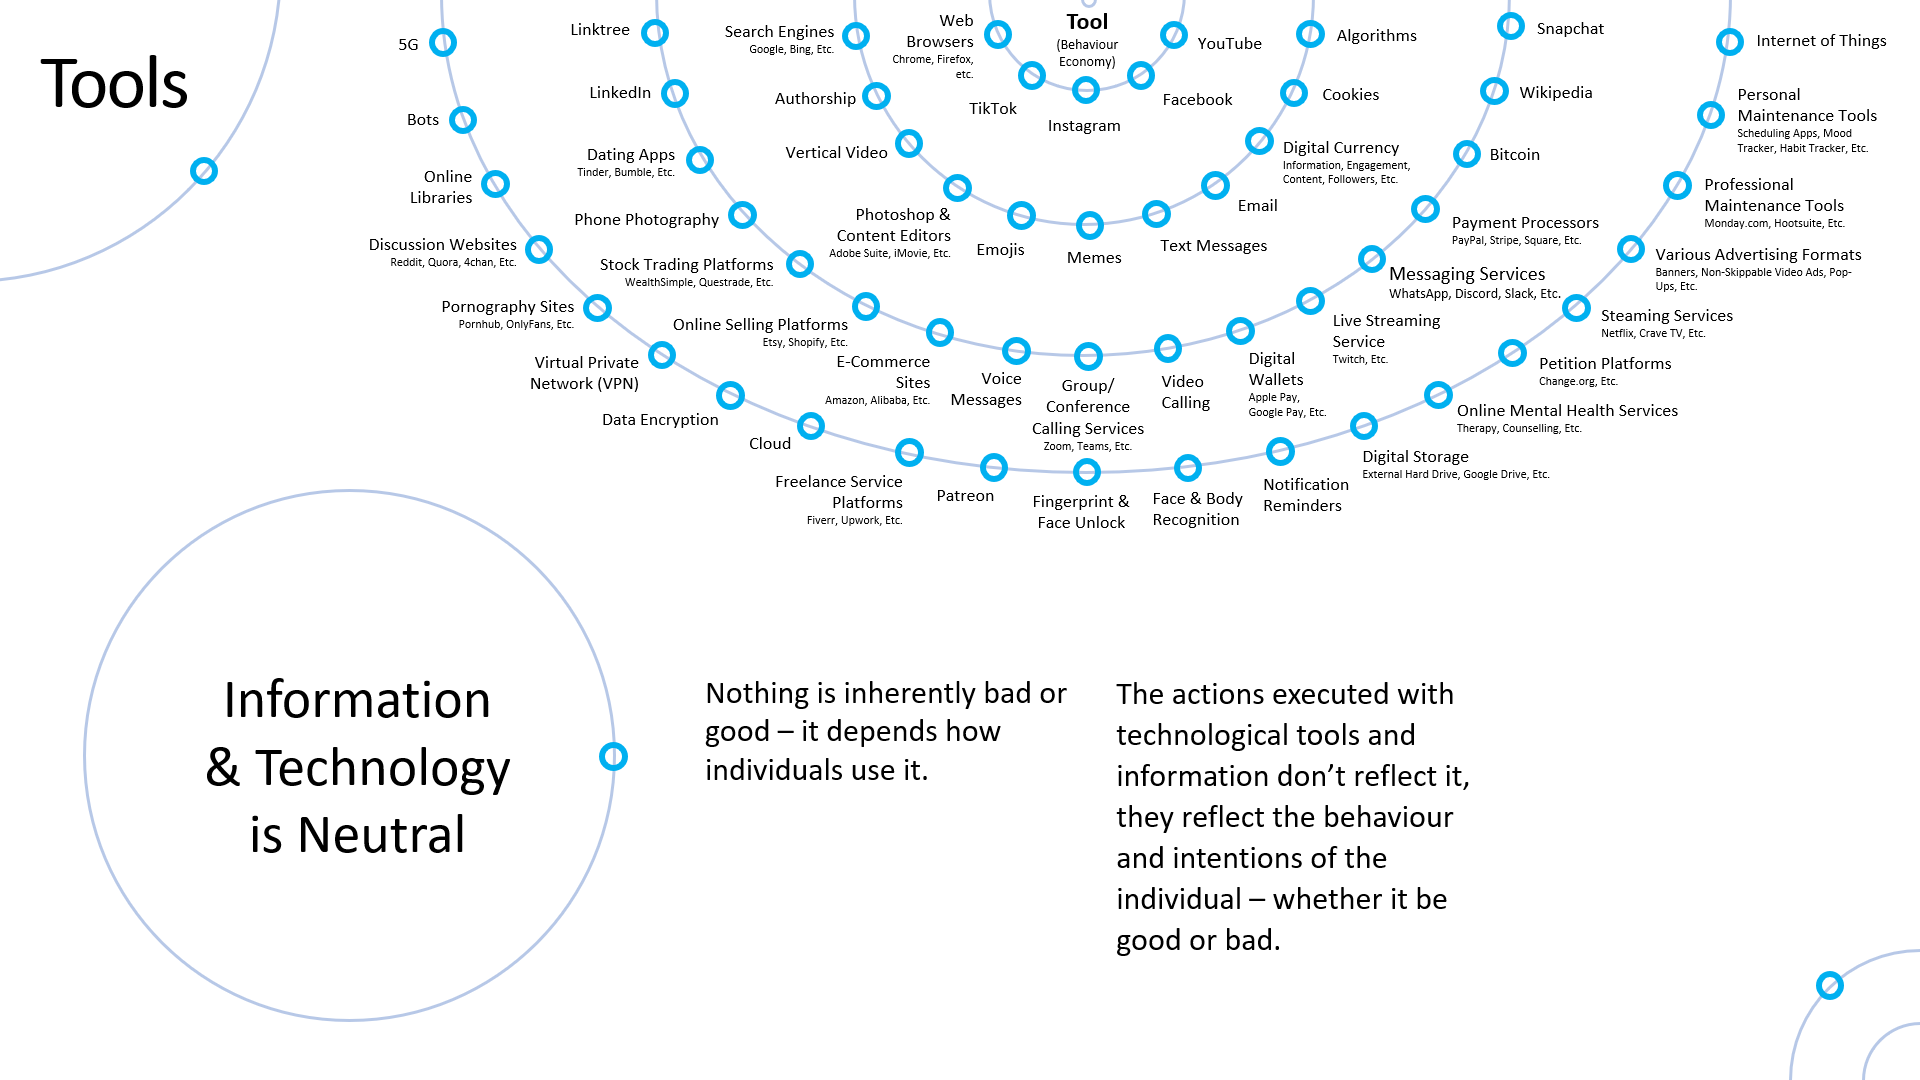 Tools
Tool
(Behaviour
Economy)
Web
Browsers
Chrome, Firefox,
etc.
TikTok
Instagram
Facebook
YouTube
Search Engines
Google, Bing, Etc.
Authorship
Vertical Video
Photoshop &
Content Editors
Adobe Suite, iMovie, Etc.
Emojis
Memes
Text Messages
Email
Digital Currency
Information, Engagement,
Content, Followers, Etc.
Cookies
Algorithms
Linktree
LinkedIn
Dating Apps
Tinder, Bumble, Etc.
Phone Photography
Stock Trading Platforms
WealthSimple, Questrade, Etc.
Online Selling Platforms
Etsy, Shopify, Etc.
E-Commerce
Sites
Amazon, Alibaba, Etc.
Voice
Messages
Group/
Conference
Calling Services
Zoom, Teams, Etc.
Video
Calling
Digital
Wallets
Apple Pay,
Google Pay, Etc.
Live Streaming
Service
Twitch, Etc.
Messaging Services
WhatsApp, Discord, Slack, Etc.
Payment Processors
PayPal, Stripe, Square, Etc.
Bitcoin
Wikipedia
Snapchat
5G
Bots
Online
Libraries
Discussion Websites
Reddit, Quora, 4chan, Etc.
Pornography Sites
Pornhub, OnlyFans, Etc.
Virtual Private
Network (VPN)
Data Encryption
Cloud
Freelance Service
Platforms
Fiverr, Upwork, Etc.
Patreon
Fingerprint &
Face Unlock
Face & Body
Recognition
Notification
Reminders
Digital Storage
External Hard Drive, Google Drive, Etc.
Online Mental Health Services
Therapy, Counselling, Etc.
Petition Platforms
Change.org, Etc.
Steaming Services
Netflix, Crave TV, Etc.
Various Advertising Formats
Banners, Non-Skippable Video Ads, Pop-
Ups, Etc.
Professional
Maintenance Tools
Monday.com, Hootsuite, Etc.
Personal
Maintenance Tools
Scheduling Apps, Mood
Tracker, Habit Tracker, Etc.
Internet of Things
Information
& Technology
is Neutral
Nothing is inherently bad or
good – it depends how
individuals use it.
The actions executed with
technological tools and
information don’t reflect it,
they reflect the behaviour
and intentions of the
individual – whether it be
good or bad.